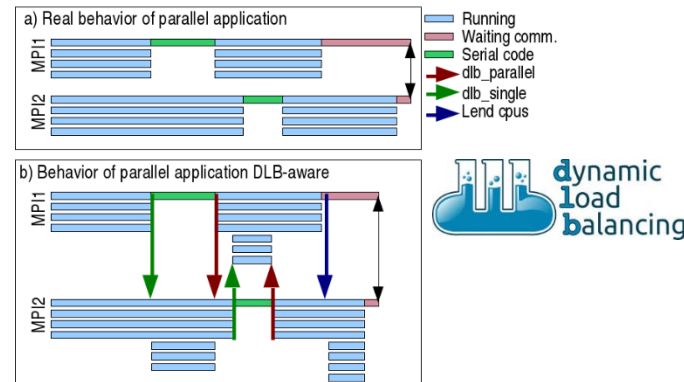 a) Real behavior of parallel application
MPI1
MPI2
Running
Waiting comm.
Serial code
dlb_parallel
dlb_single
Lend cpus
b) Behavior of parallel application DLB-aware
MPI1
MPI2
dynamic
load
balancing